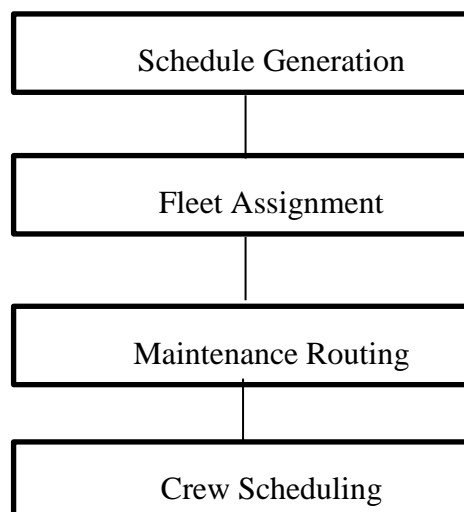 Schedule Generation
Fleet Assignment
Maintenance Routing
Crew Scheduling